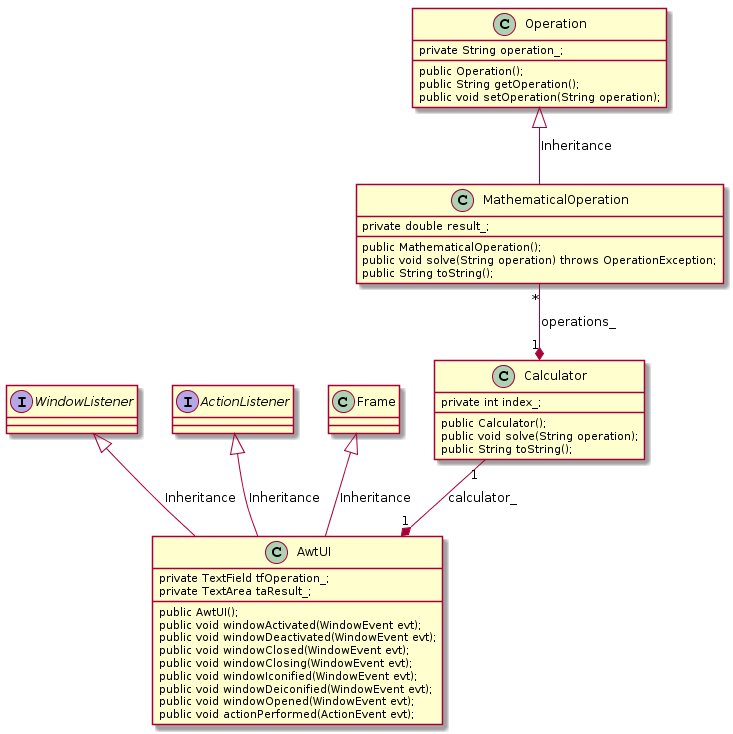 C Operation
private String operation_;
public Operation();
public String getOperation();
public void setOperation(String operation);
Inheritance
C MathematicalOperation
private double result_;
public MathematicalOperation();
public void solve(String operation) throws OperationException;
public String toString();
*
operations_
1
I WindowListener
I ActionListener
C Frame
C Calculator
private int index_;
public Calculator();
public void solve(String operation);
public String toString();
1
Inheritance
Inheritance
Inheritance
calculator_
1
C AwtUI
private TextField tfOperation_;
private TextArea taResult_;
public AwtUI();
public void windowActivated(WindowEvent evt);
public void windowDeactivated(WindowEvent evt);
public void windowClosed(WindowEvent evt);
public void windowClosing(WindowEvent evt);
public void windowIconified(WindowEvent evt);
public void windowDeiconified(WindowEvent evt);
public void windowOpened(WindowEvent evt);
public void actionPerformed(ActionEvent evt);